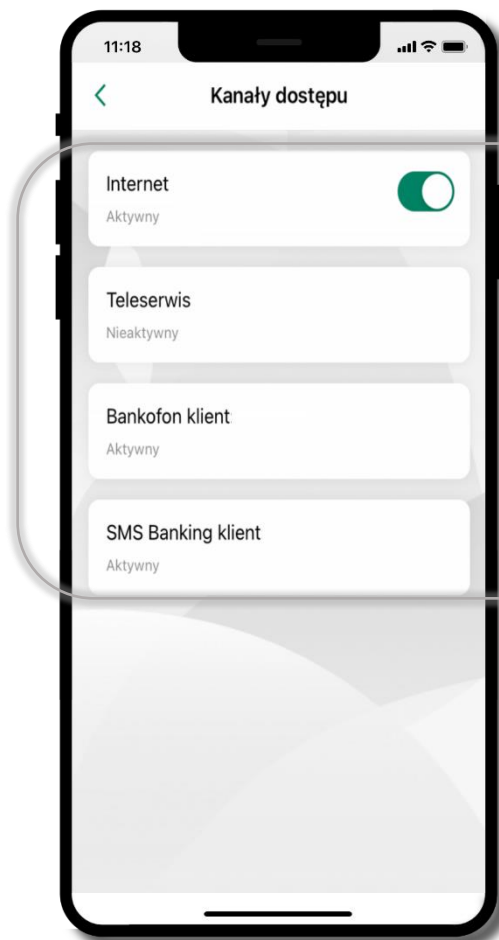 11:18
Kanały dostępu
Internet
Aktywny
Teleserwis
Nieaktywny
Bankofon klient
Aktywny
SMS Banking klient
Aktywny